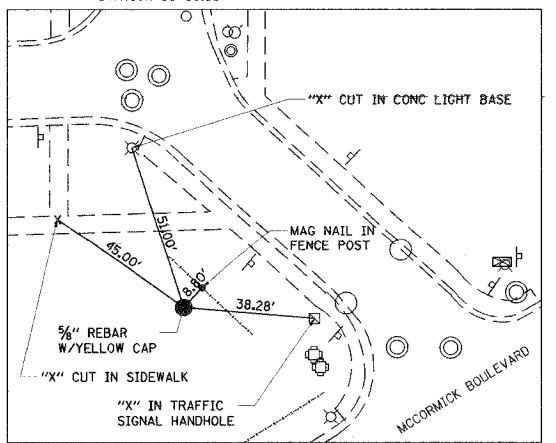 "X" CUT IN CONC LIGHT BASE
51.00'
45.00'
MAG NAIL IN
FENCE POST
8.80'
38.28'
5/8" REBAR
W/YELLOW CAP
"X" CUT IN SIDEWALK
"X" IN TRAFFIC
SIGNAL HANDHOLE
MCCORMICK BOULEVARD